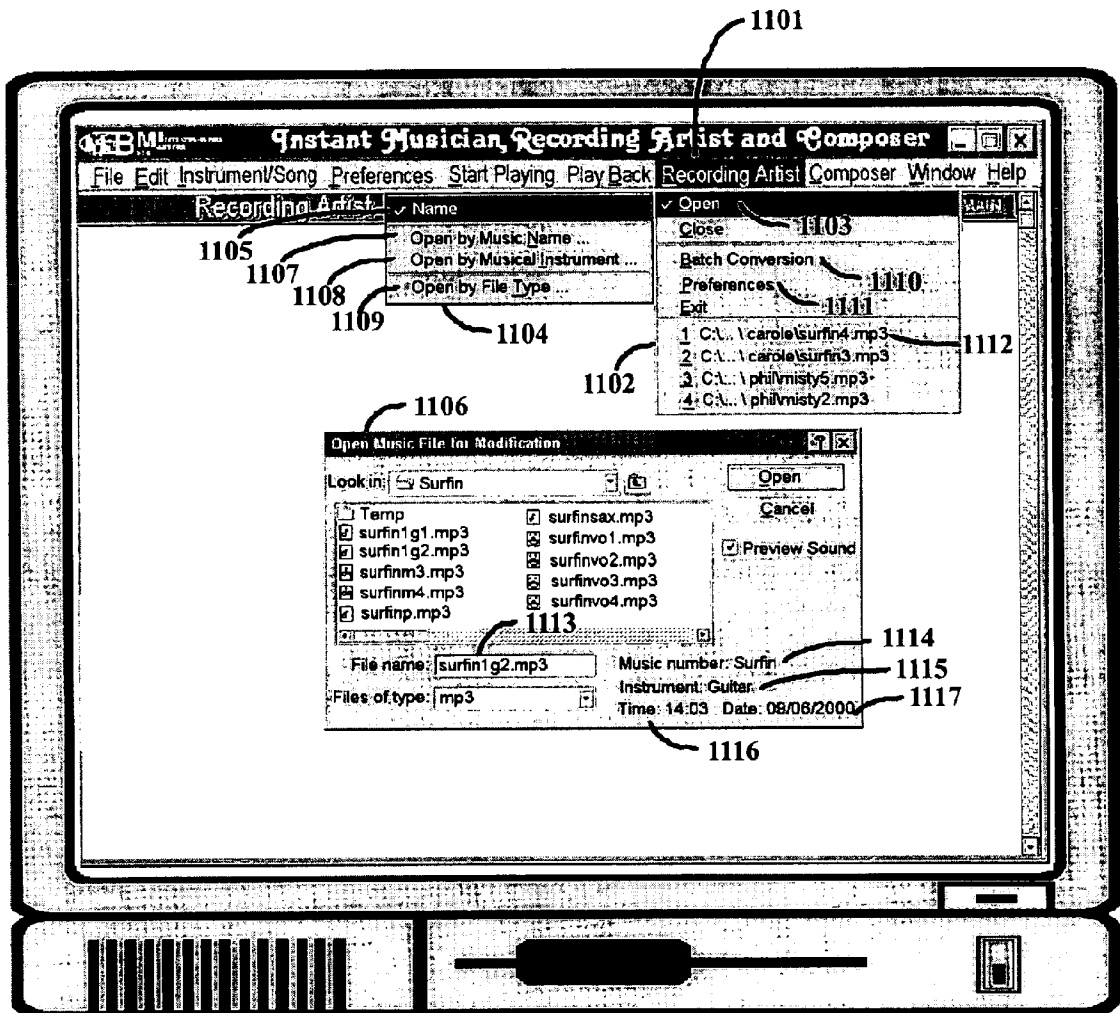 1101
Instant Musician, Recording Artist and Composer
File Edit Instrument/Song Preferences Start Playing Play Back Recording Artist Composer Window Help
Recording Artist
MAIN
✓ Name
✓ Open
1105
1103
Close
1107
Open by Music Name ...
1108
Open by Musical Instrument ...
Batch Conversion
1110
1109
Open by File Type ...
Preferences
1111
1104
Exit
1 C:\...\carole\surfin4.mp3
1112
1102
2 C:\...\carole\surfin3.mp3
3 C:\...\phil\misty5.mp3
4 C:\...\phil\misty2.mp3
1106
Open Music File for Modification
Look in: Surfin
Open
Cancel
Preview Sound
Temp
surfin1g1.mp3
surfin1g2.mp3
surfinm3.mp3
surfinm4.mp3
surfinp.mp3
surfinsax.mp3
surfinvo1.mp3
surfinvo2.mp3
surfinvo3.mp3
surfinvo4.mp3
1113
File name: surfin1g2.mp3
Files of type: mp3
Music number: Surfin
1114
Instrument: Guitar
1115
Time: 14:03 Date: 09/06/2000
1117
1116